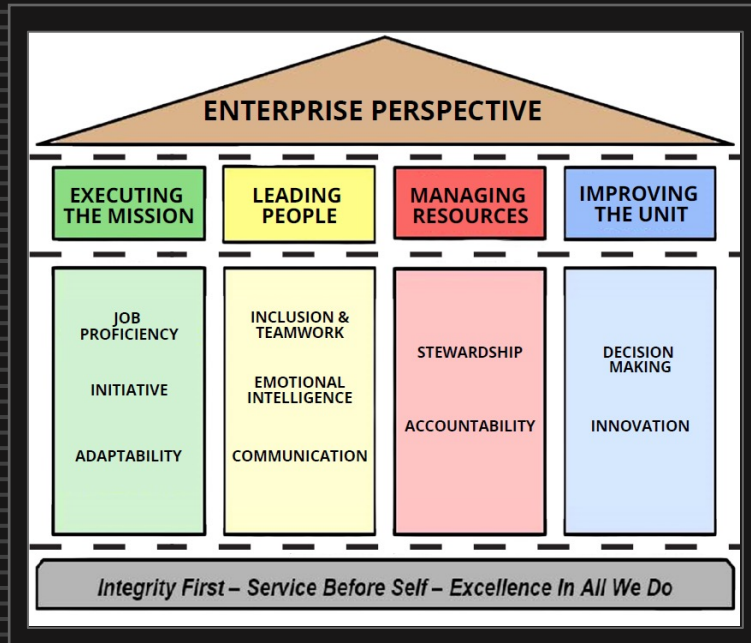 ENTERPRISE PERSPECTIVE
EXECUTING
THE MISSION
LEADING
PEOPLE
MANAGING
RESOURCES
IMPROVING
THE UNIT
JOB
PROFICIENCY
INITIATIVE
ADAPTABILITY
INCLUSION &
TEAMWORK
EMOTIONAL
INTELLIGENCE
COMMUNICATION
STEWARDSHIP
ACCOUNTABILITY
DECISION
MAKING
INNOVATION
Integrity First – Service Before Self – Excellence In All We Do